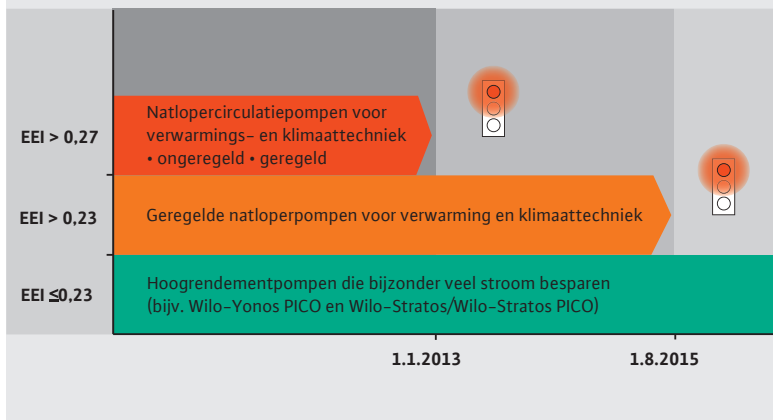 EEI > 0,27
Natlopercirculatiepompen voor
verwarmings- en klimaattechniek
• ongeregeld • geregeld
EEI > 0,23
Geregelde natloperpompen voor verwarming en klimaattechniek
EEI ≤0,23
Hoogrendementpompen die bijzonder veel stroom besparen
(bijv. Wilo-Yonos PICO en Wilo-Stratos/Wilo-Stratos PICO)
1.1.2013
1.8.2015